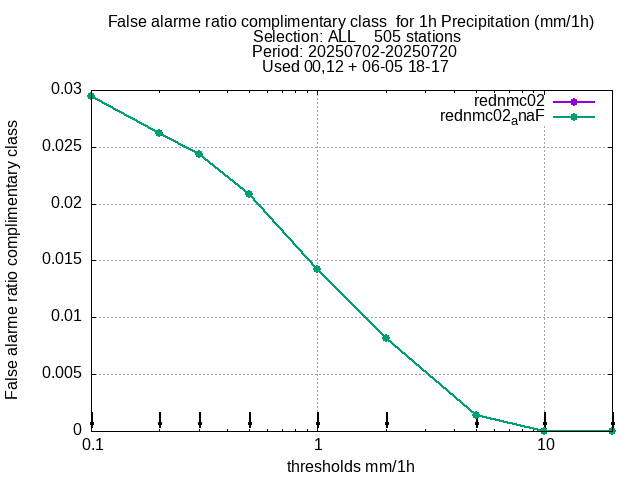 False alarme ratio complimentary class  for 1h Precipitation (mm/1h)
Selection: ALL    505 stations
Period: 20250702-20250720
Used 00,12 + 06-05 18-17
rednmc02
rednmc02anaF
0.03
0.025
0.02
0.015
0.01
0.005
0
0.1
1
10
False alarme ratio complimentary class
thresholds mm/1h